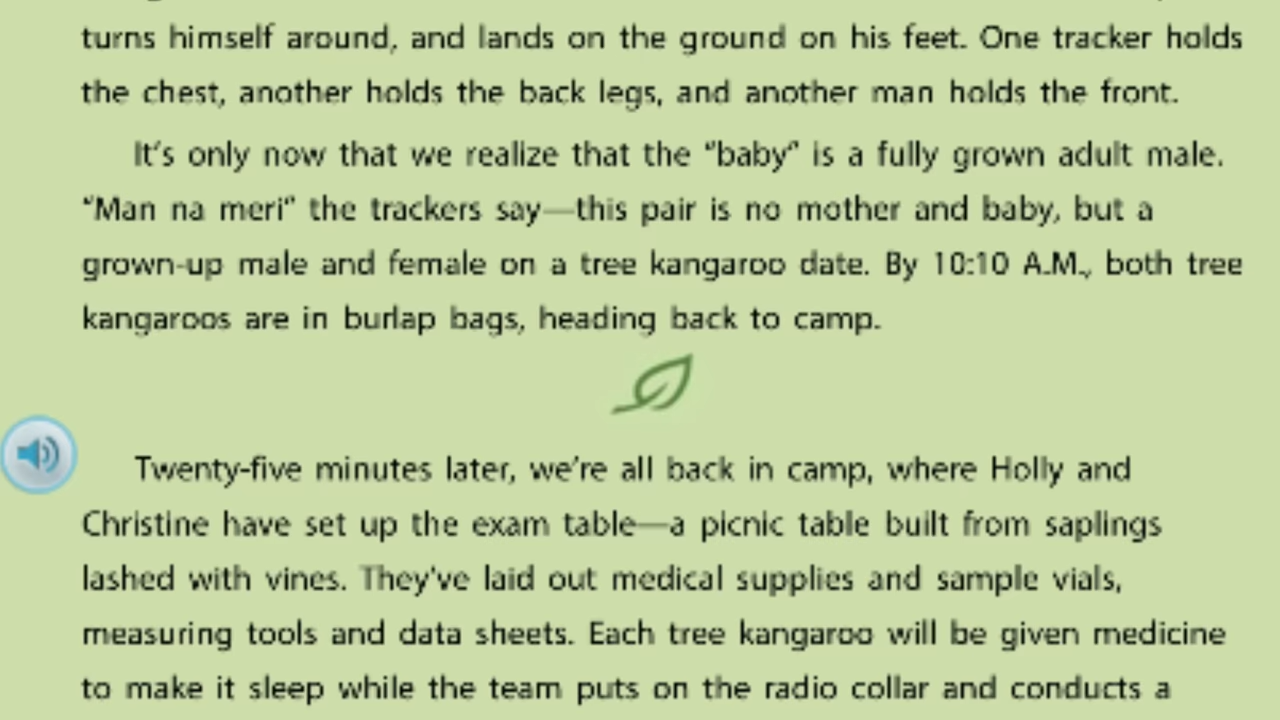 turns himself around, and lands on the ground on his feet. One tracker holds
the chest, another holds the back legs, and another man holds the front.
It's only now that we realize that the “baby” is a fully grown adult male.
“Man na meri” the trackers say—this pair is no mother and baby, but a
grown-up male and female on a tree kangaroo date. By 10:10 A.M., both tree
kangaroos are in burlap bags, heading back to camp.
Twenty-five minutes later, we're all back in camp, where Holly and
Christine have set up the exam table—a picnic table built from saplings
lashed with vines. They've laid out medical supplies and sample vials,
measuring tools and data sheets. Each tree kangaroo will be given medicine
to make it sleep while the team puts on the radio collar and conducts a